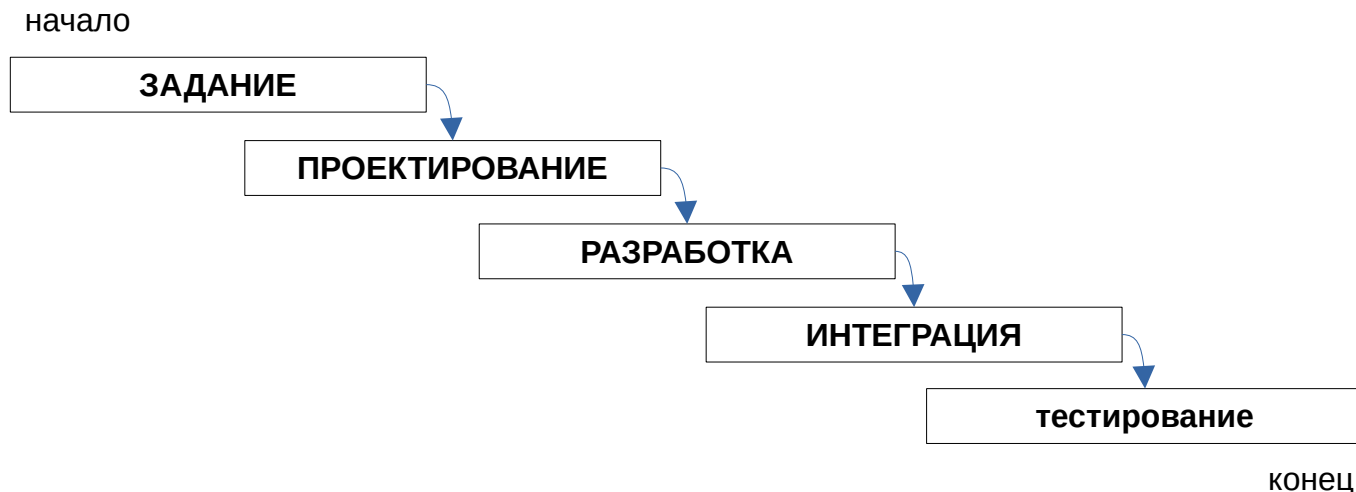 начало
ЗАДАНИЕ
ПРОЕКТИРОВАНИЕ
РАЗРАБОТКА
ИНТЕГРАЦИЯ
тестирование
конец